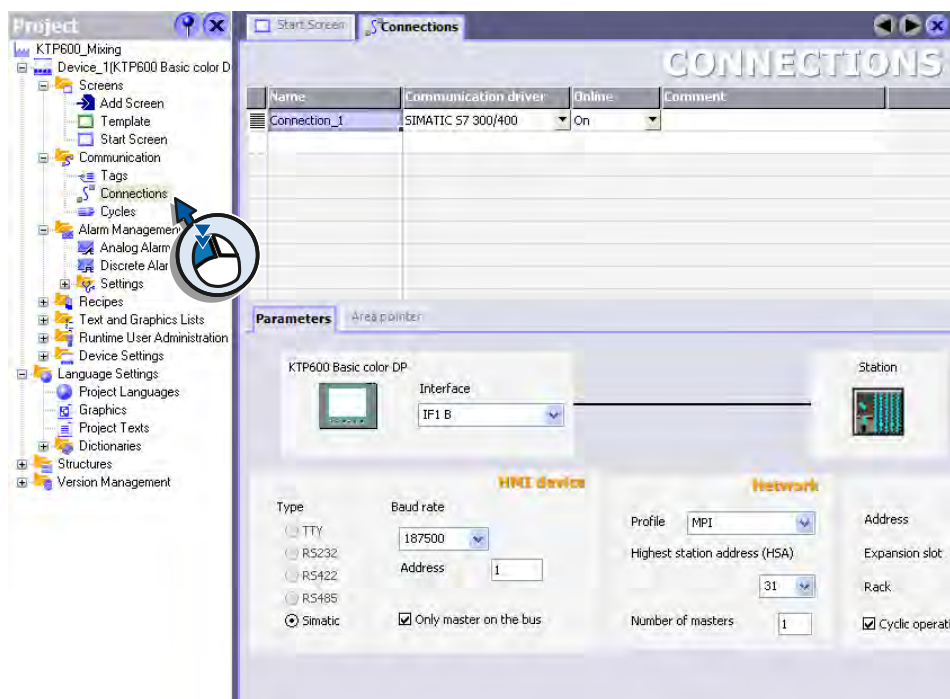 Project
KTP600_Mixing
Device_1(KTP600 Basic color D
Screens
Add Screen
Template
Start Screen
Communication
Tags
Connections
Cycles
Alarm Managemen
Analog Alarm
Discrete Alar
Settings
Recipes
Text and Graphics Lists
Runtime User Administration
Device Settings
Language Settings
Project Languages
Graphics
Project Texts
Dictionaries
Structures
Version Management
Start Screen
Connections
CONNECTIONS
Name Communication driver Online Comment
Connection_1 SIMATIC S7 300/400 On
Parameters Area pointer
KTP600 Basic color DP Station
Interface
IF1 B
HMI device Network
Type Baud rate
TTY
RS232
RS422
RS485
Simatic
187500
Address 1
Only master on the bus
Profile MPI
Highest station address (HSA)
31
Number of masters 1
Address
Expansion slot
Rack
Cyclic operati